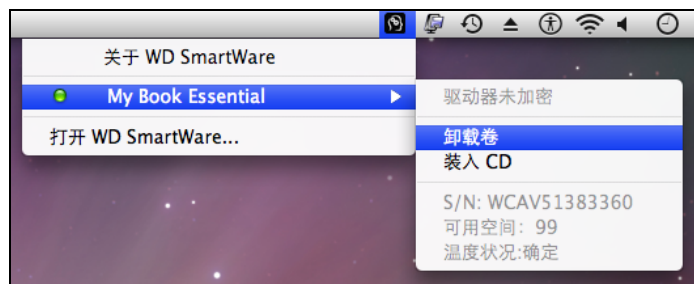 关于 WD SmartWare
My Book Essential
打开 WD SmartWare...
驱动器未加密
卸载卷
装入 CD
S/N: WCAV51383360
可用空间: 99
温度状况:确定